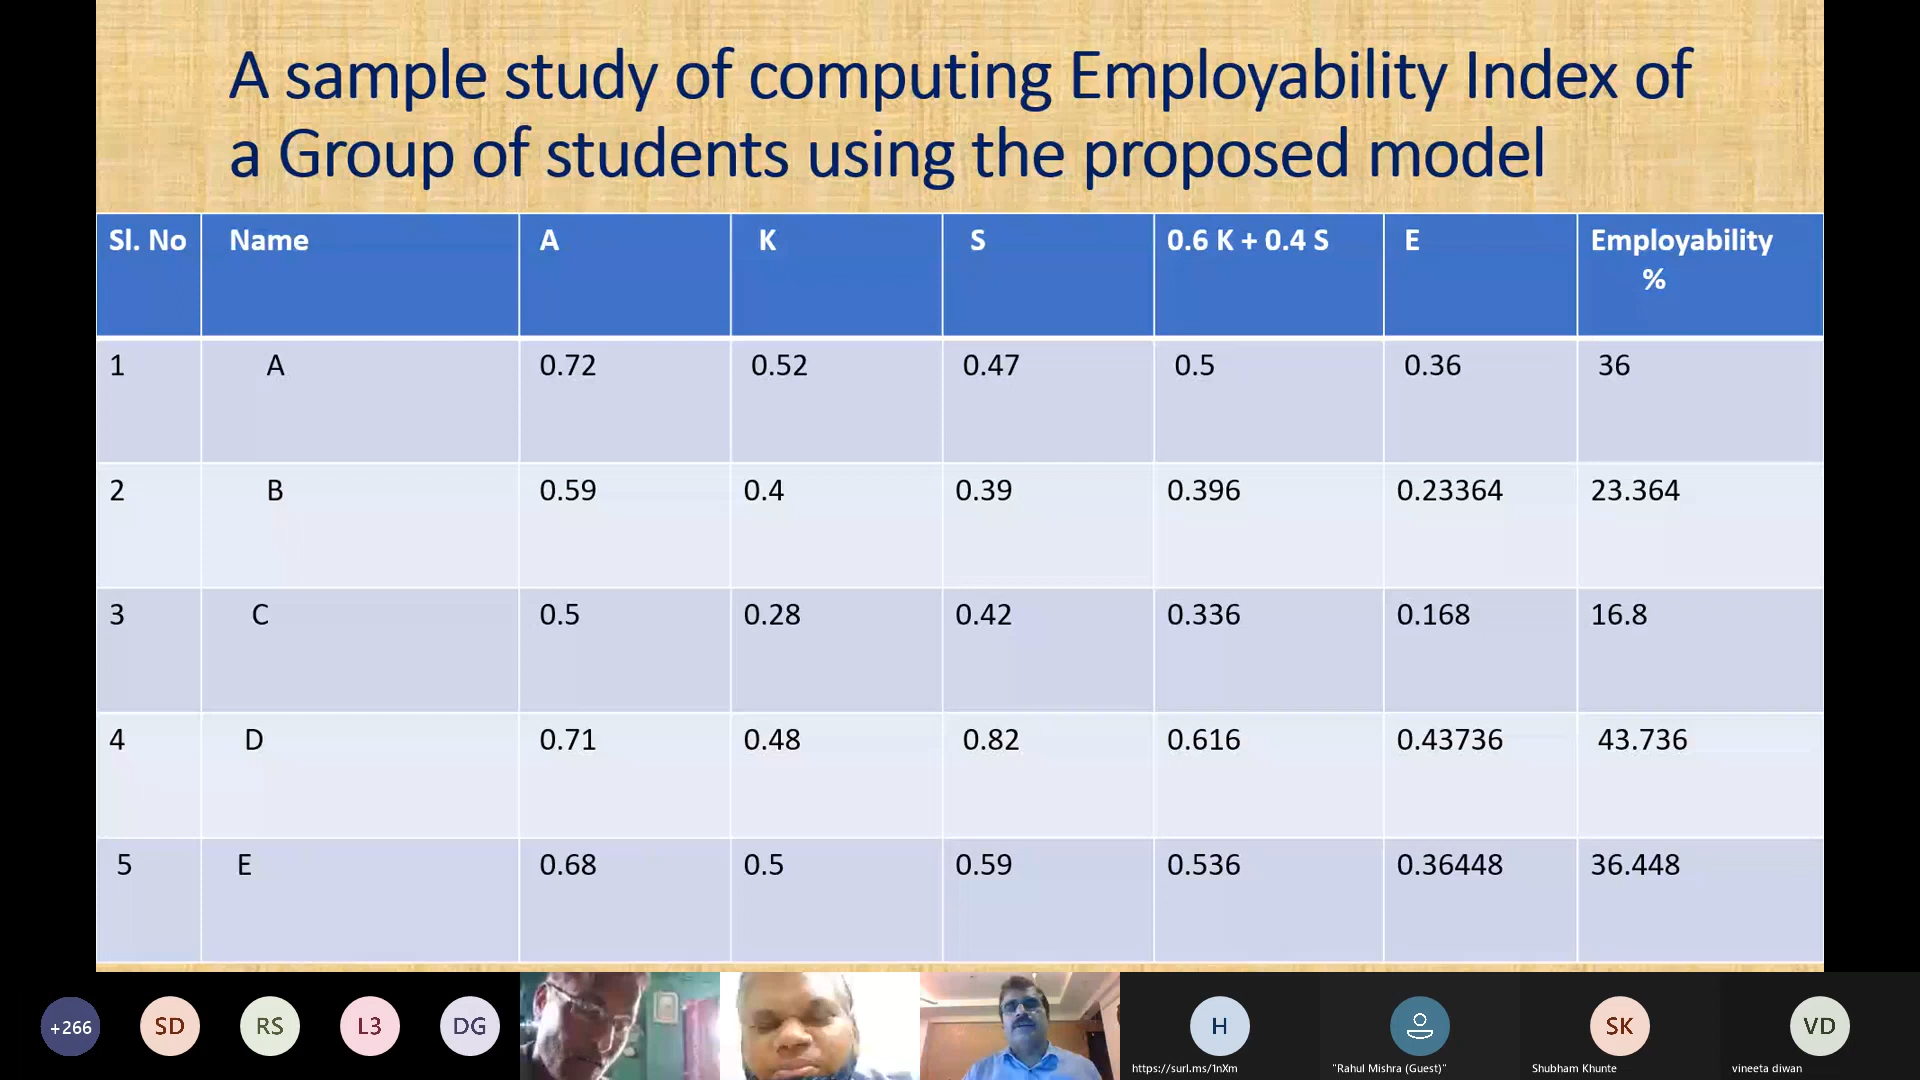 A sample study of computing Employability Index of
a Group of students using the proposed model
Sl. No Name A K S 0.6 K + 0.4 S E Employability
%
1 A 0.72 0.52 0.47 0.5 0.36 36
2 B 0.59 0.4 0.39 0.396 0.23364 23.364
3 C 0.5 0.28 0.42 0.336 0.168 16.8
4 D 0.71 0.48 0.82 0.616 0.43736 43.736
5 E 0.68 0.5 0.59 0.536 0.36448 36.448
+266 SD RS L3 DG H SK VD
https://surl.ms/1nXm "Rahul Mishra (Guest)" Shubham Khunte vineeta diwan